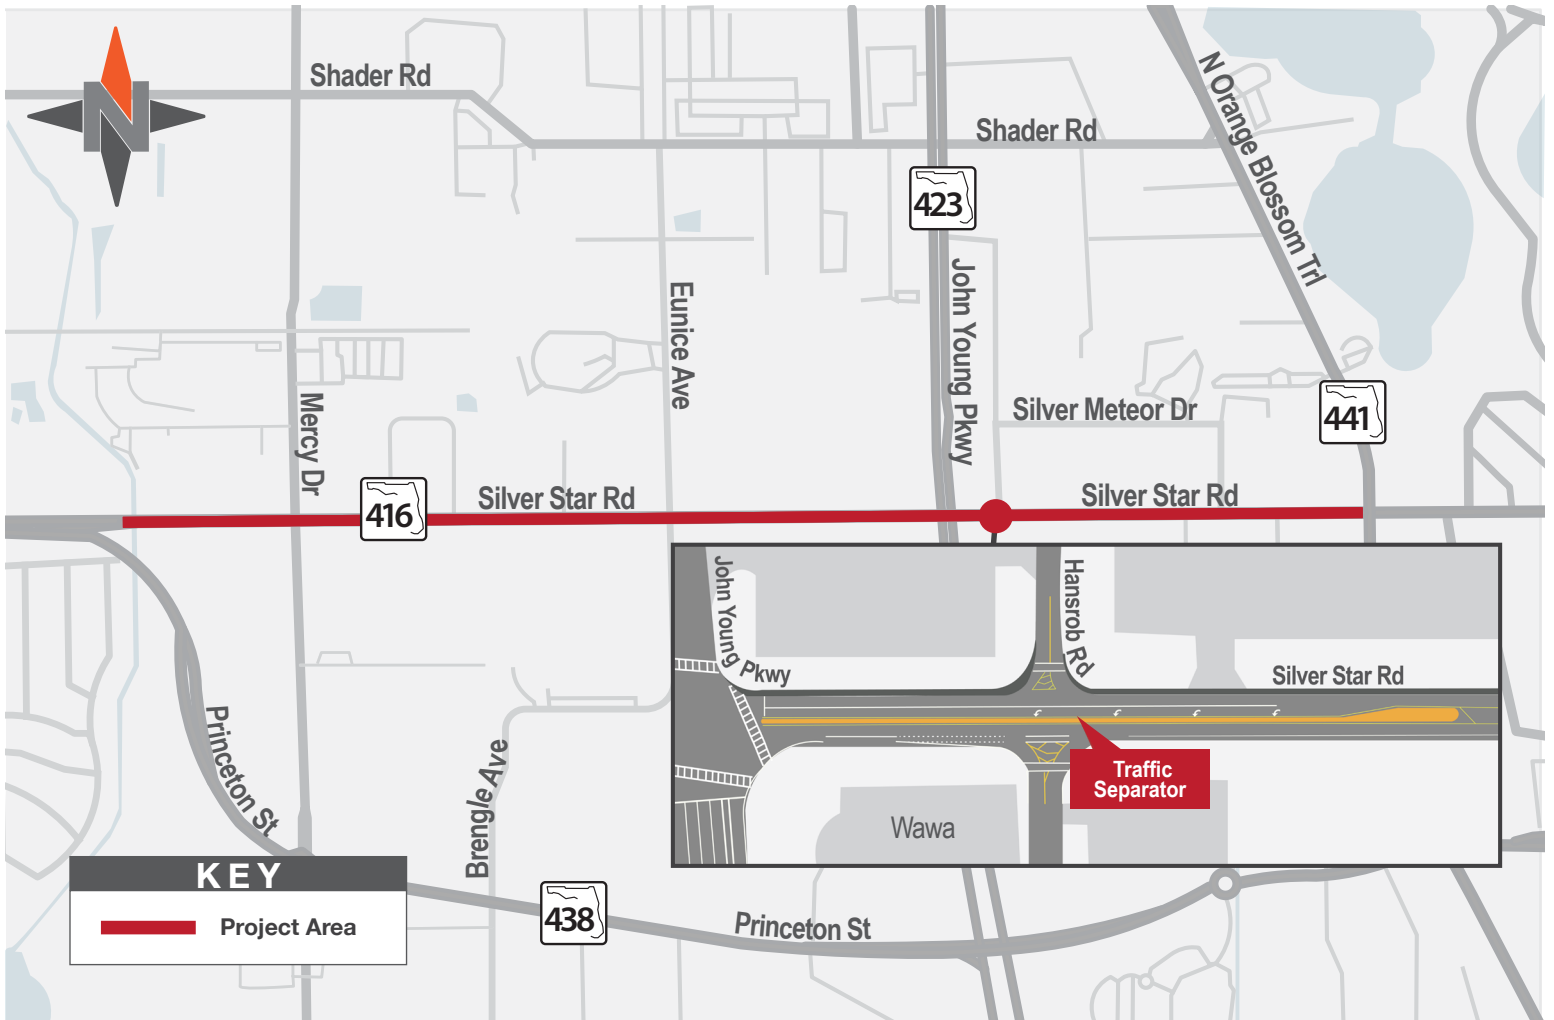 N
Shader Rd
Shader Rd
N Orange Blossom Trl
423
Eunice Ave
John Young Pkwy
Mercy Dr
Silver Meteor Dr
441
416
Silver Star Rd
Silver Star Rd
John Young Pkwy
Hansrob Rd
Silver Star Rd
Traffic
Separator
Wawa
Princeton St
Brengle Ave
KEY
Project Area
438
Princeton St